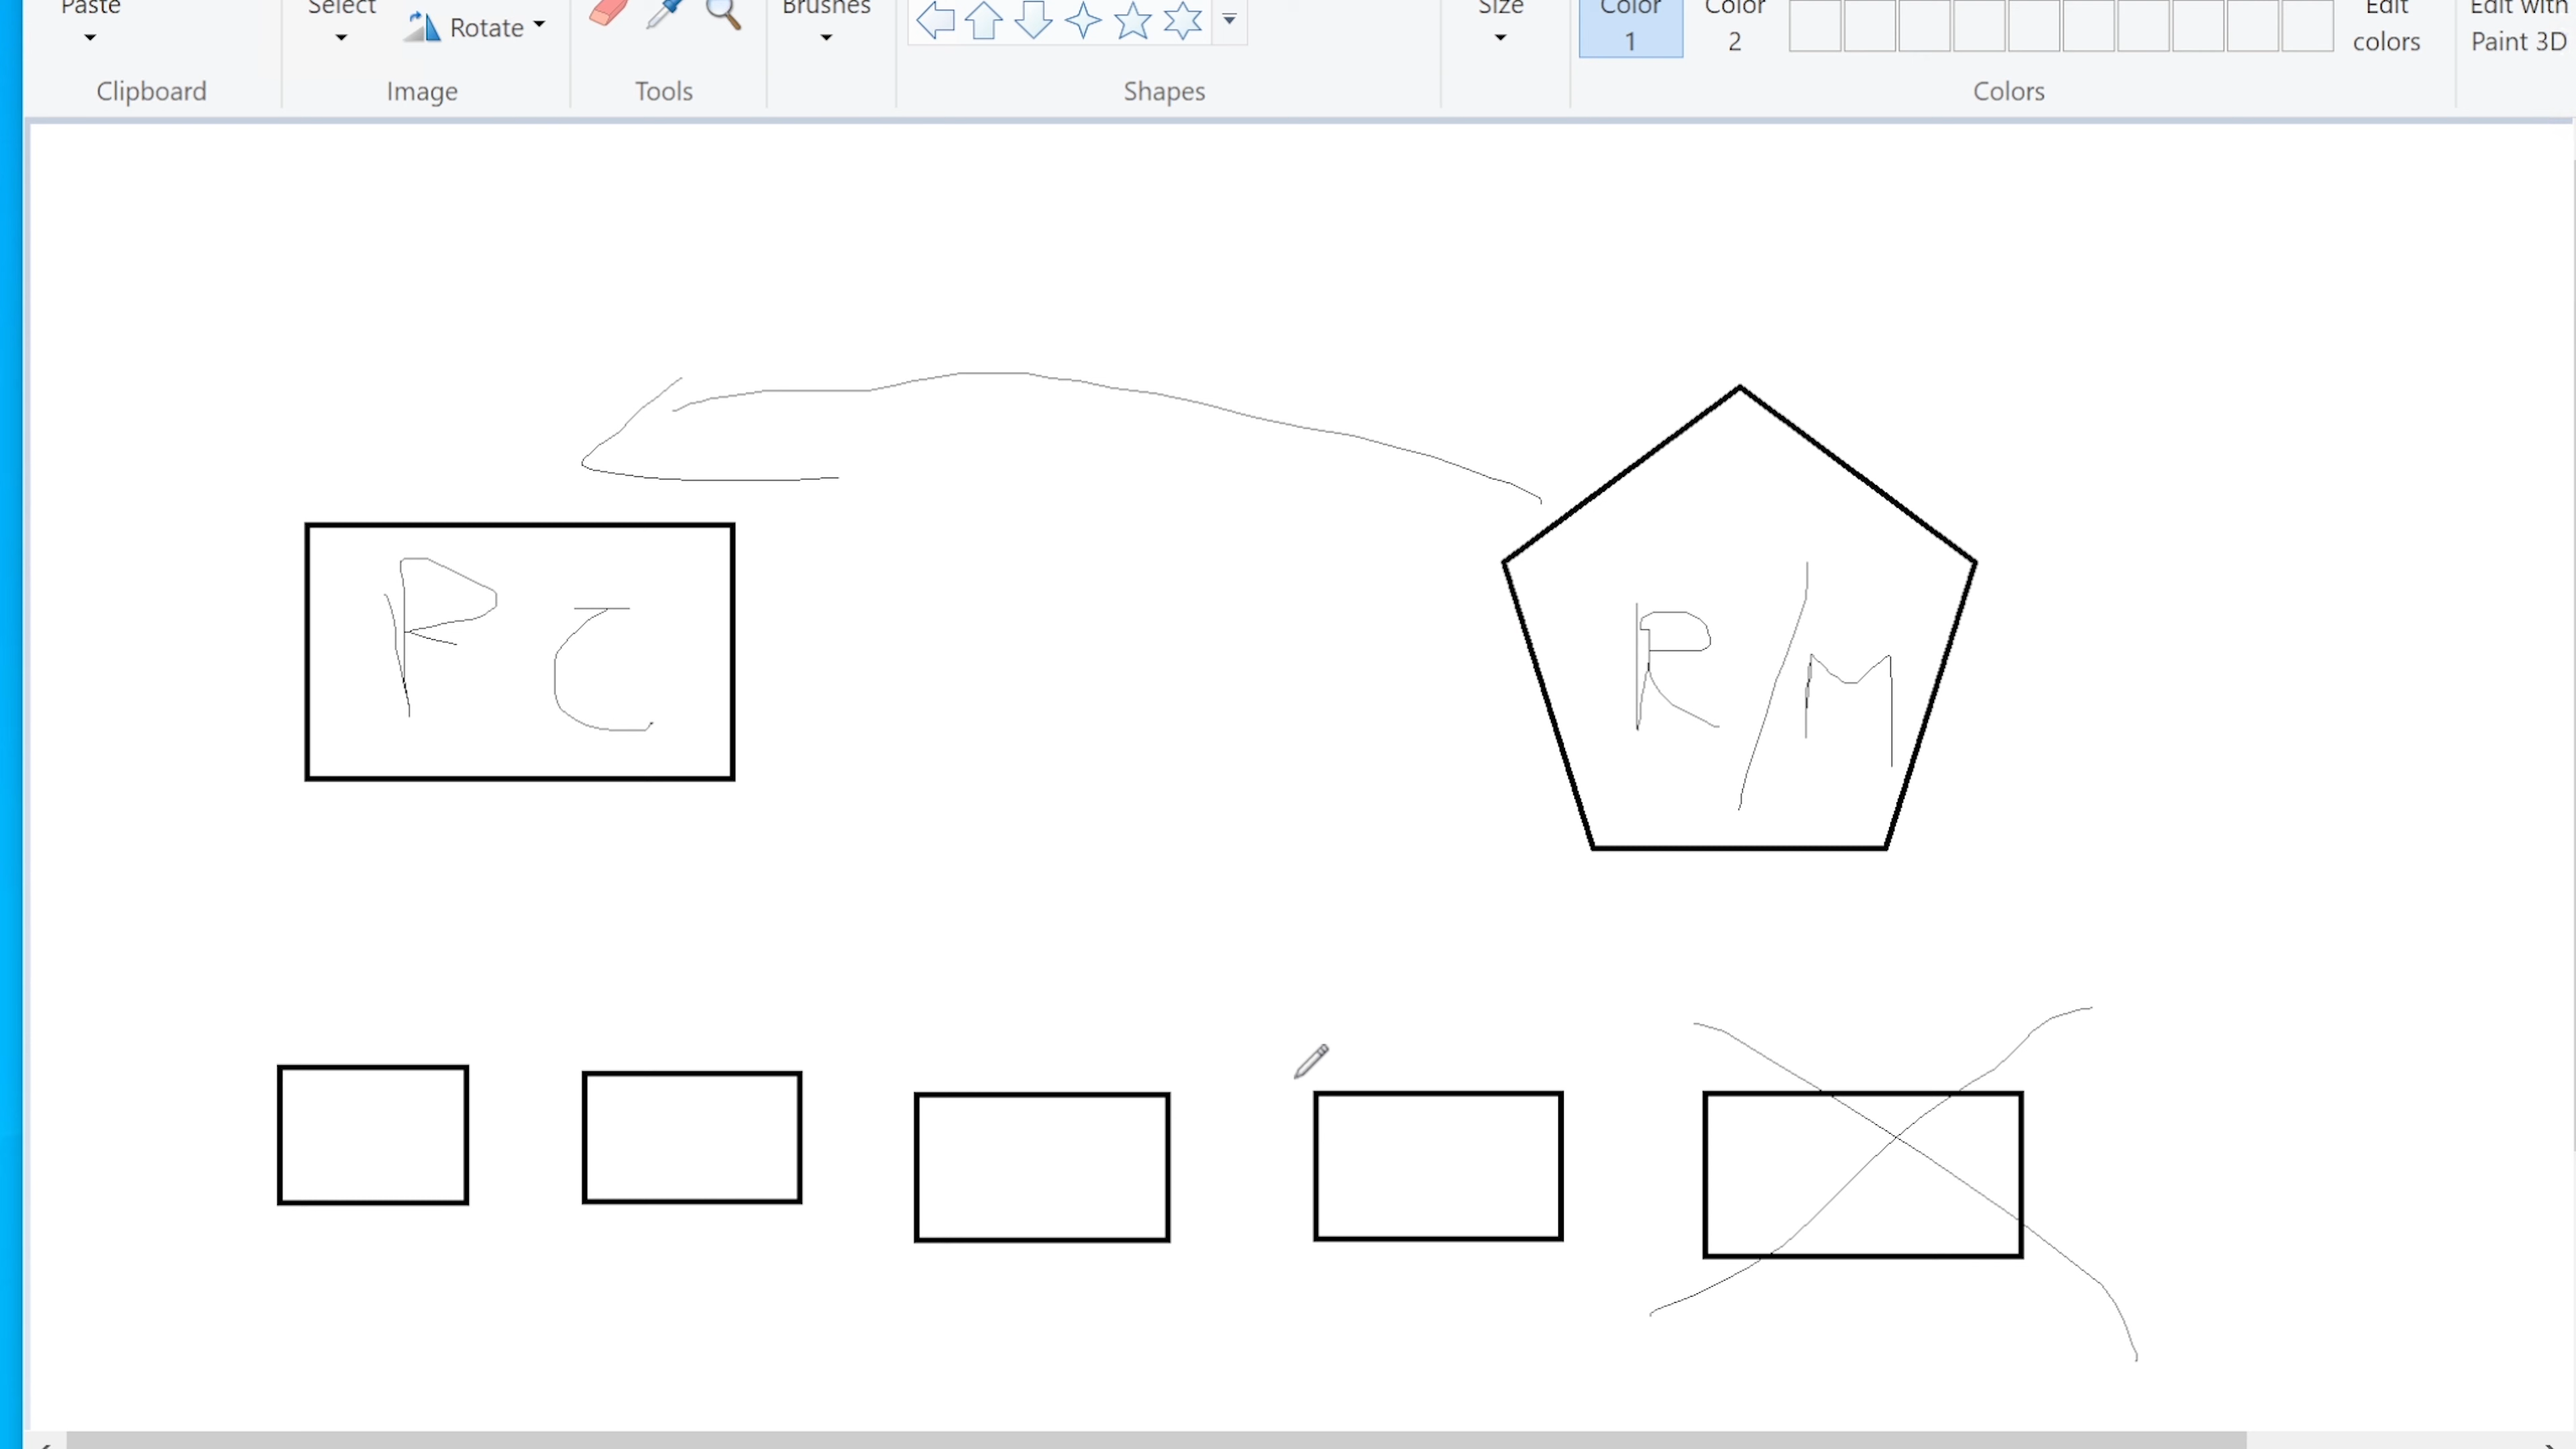 Paste Select Rotate Brushes Size Color 1 Color 2 Edit colors Edit with Paint 3D
Clipboard Image Tools Shapes Colors
PC R/M